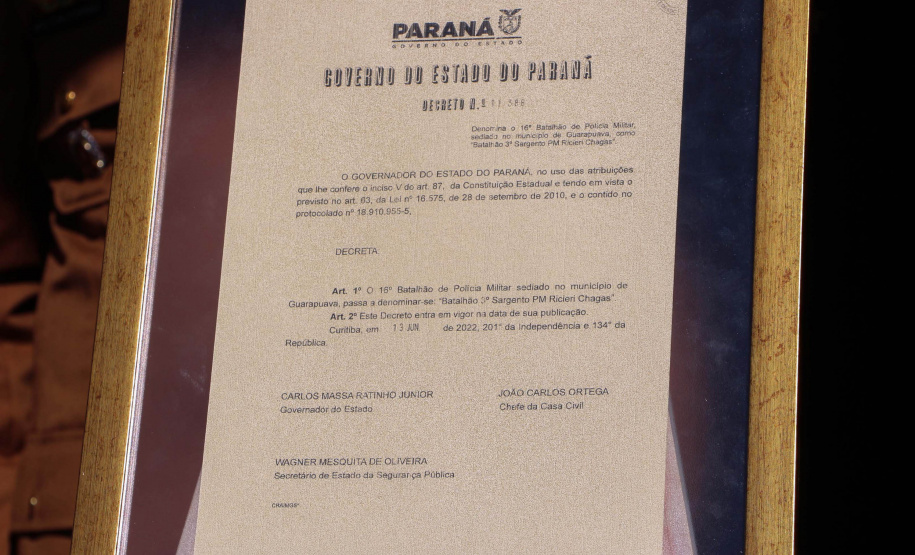 PARANÁ
GOVERNO DO ESTADO
GOVERNO DO ESTADO DO PARANÁ
DECRETO N.º 11.388
Denomina o 16º Batalhão de Polícia Militar,
sediado no município de Guarapuava, como
"Batalhão 3º Sargento PM Ricieri Chagas".
O GOVERNADOR DO ESTADO DO PARANÁ, no uso das atribuições
que lhe confere o inciso V do art. 87, da Constituição Estadual e tendo em vista o
previsto no art. 63, da Lei nº 16.575, de 28 de setembro de 2010, e o contido no
protocolado nº 18.910.955-5,
DECRETA:
Art. 1º O 16º Batalhão de Polícia Militar sediado no município de
Guarapuava, passa a denominar-se: "Batalhão 3º Sargento PM Ricieri Chagas".
Art. 2º Este Decreto entra em vigor na data de sua publicação.
Curitiba, em 13 JUN. de 2022, 201° da Independência e 134° da
República.
CARLOS MASSA RATINHO JUNIOR
JOÃO CARLOS ORTEGA
Governador do Estado
Chefe da Casa Civil
WAGNER MESQUITA DE OLIVEIRA
Secretário de Estado da Segurança Pública